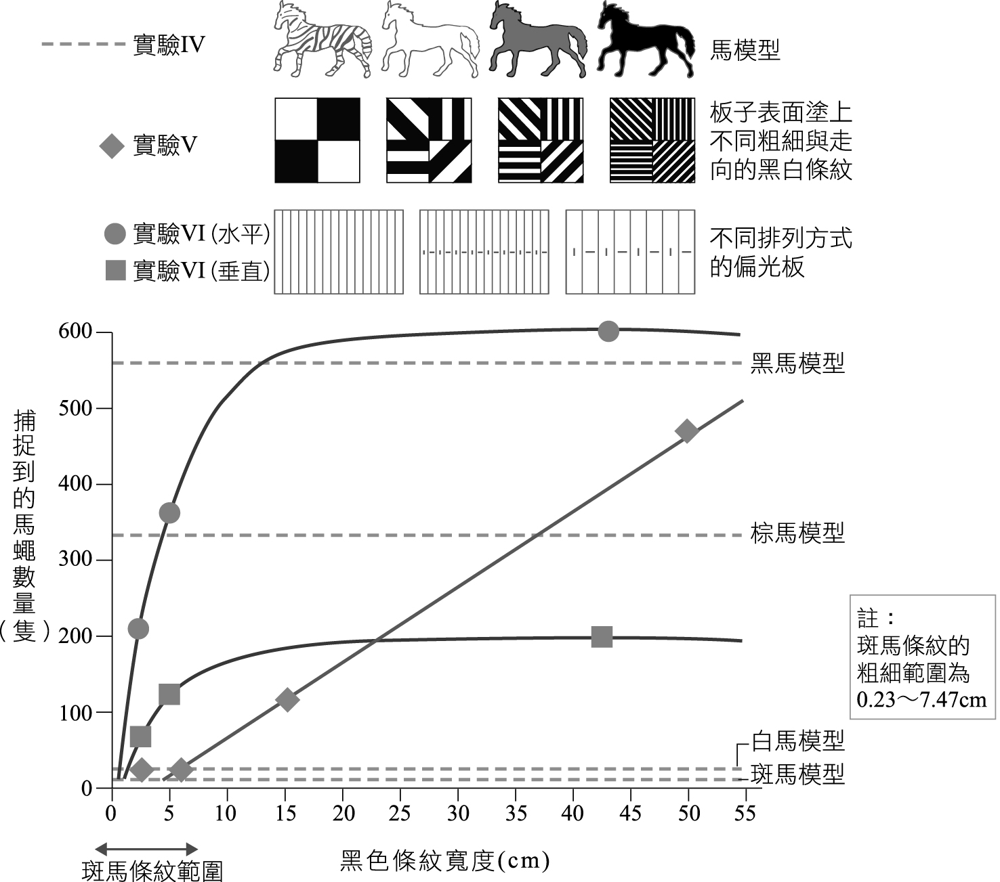 實驗IV
馬模型
實驗V
板子表面塗上
不同粗細與走
向的黑白條紋
實驗VI(水平)
實驗VI(垂直)
不同排列方式
的偏光板
捕捉到的馬蠅數量(隻)
600
500
400
300
200
100
0
黑馬模型
棕馬模型
白馬模型
斑馬模型
註：
斑馬條紋的
粗細範圍為
0.23～7.47cm
0 5 10 15 20 25 30 35 40 45 50 55
斑馬條紋範圍
黑色條紋寬度(cm)